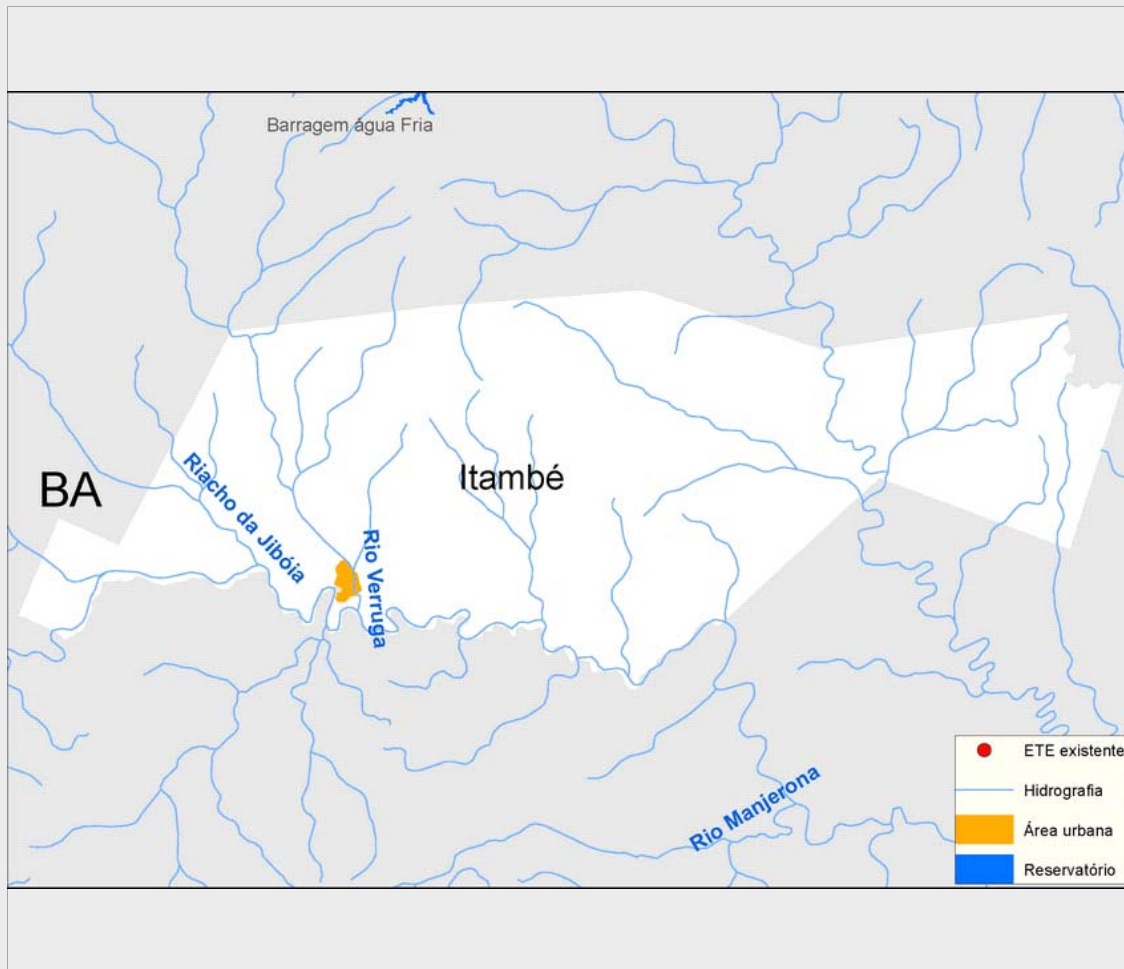 Barragem água Fria
BA
Itambé
Riacho da Jibóia
Rio Verruga
Rio Manjerona
ETE existente
Hidrografia
Área urbana
Reservatório